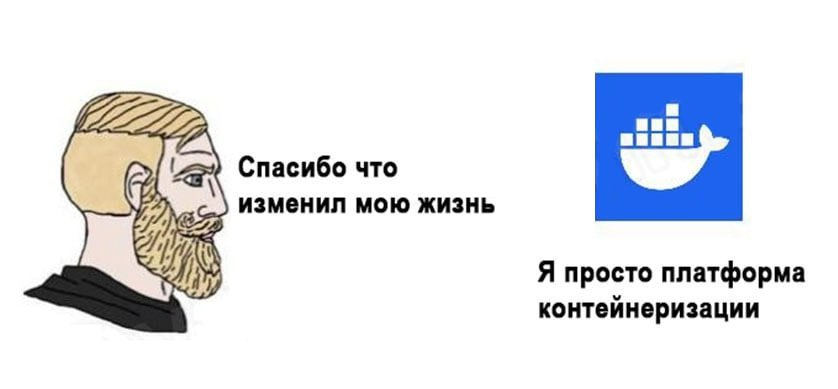 Спасибо что
изменил мою жизнь
Я просто платформа
контейнеризации